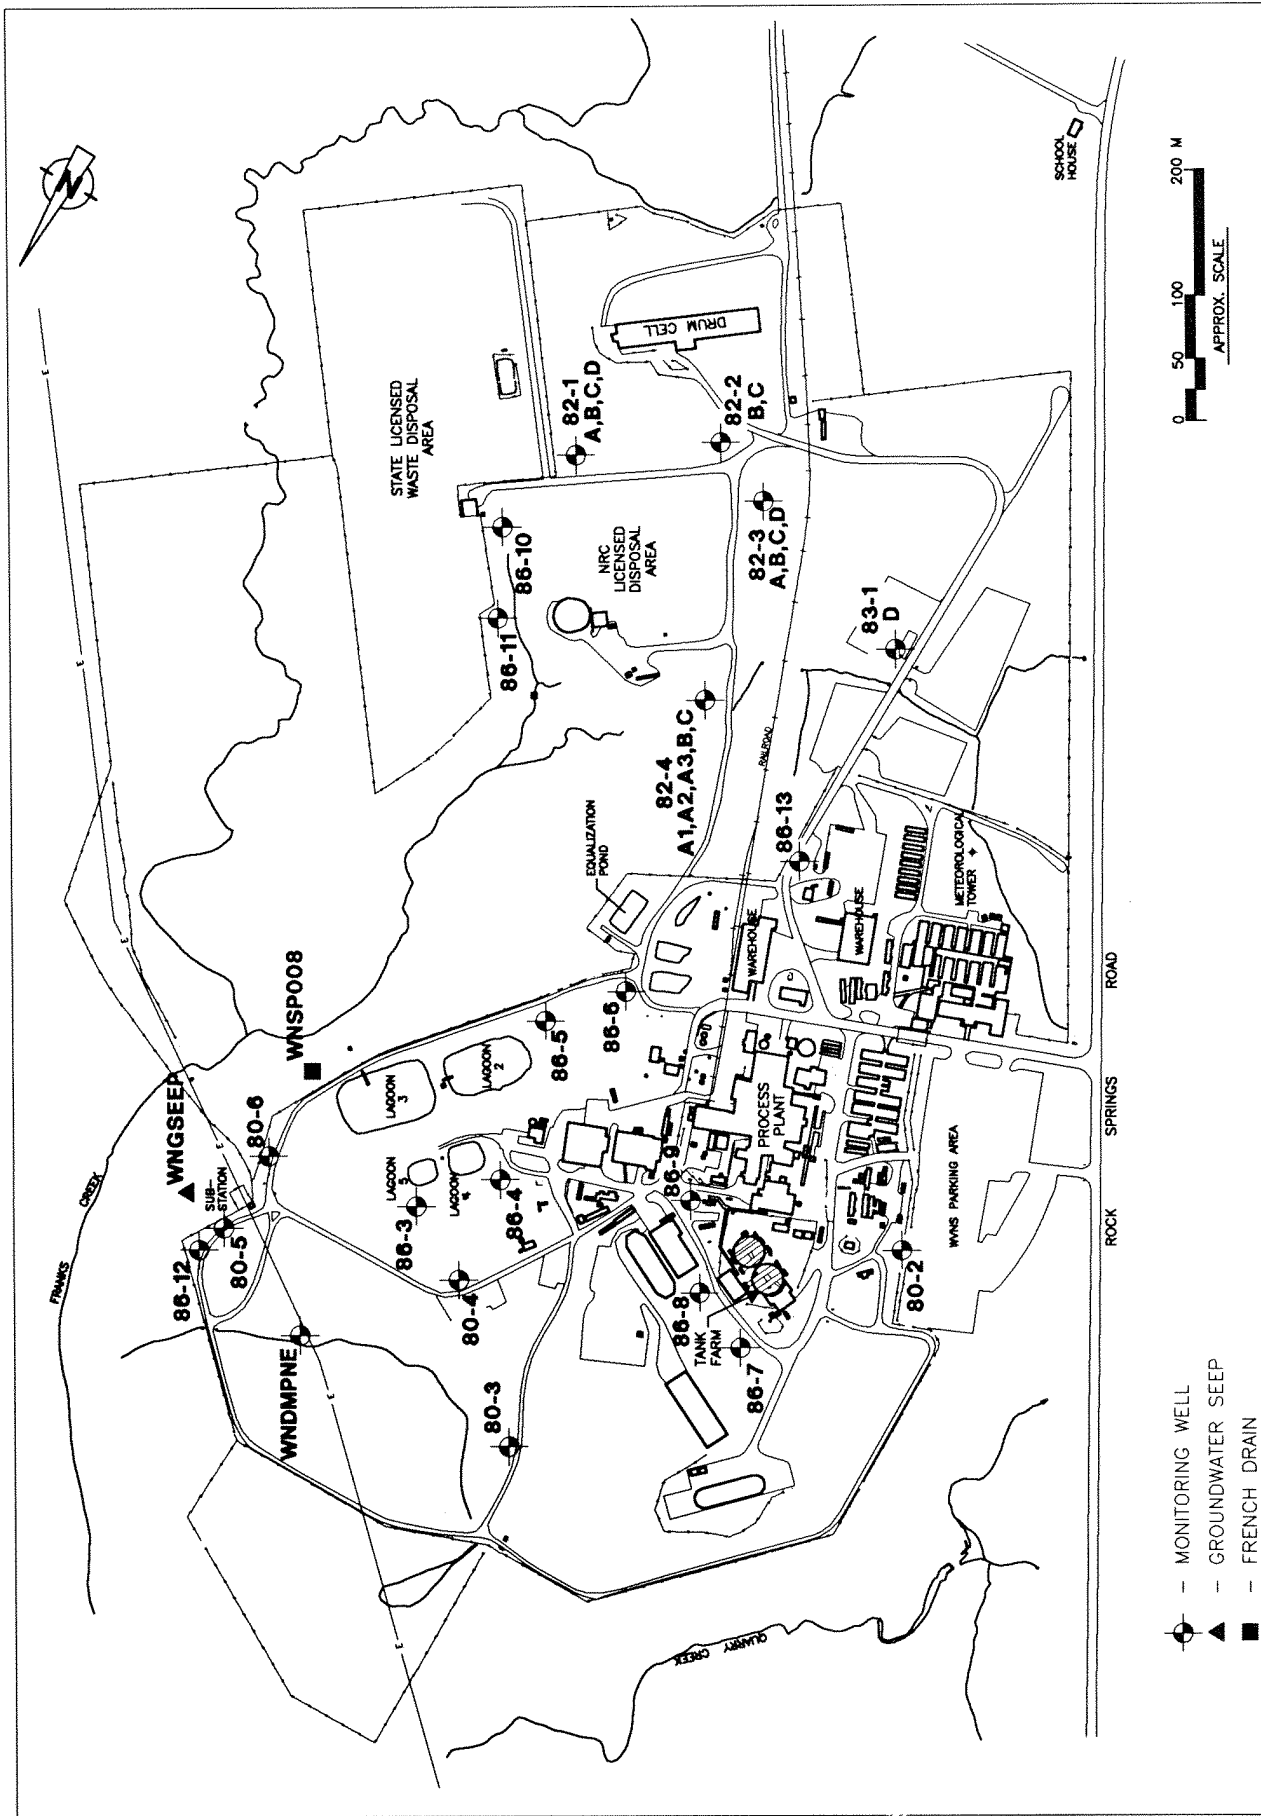 N
FRANKS
CREEK
WNGSEEP
SUB-
STATION
86-12
80-5
80-6
WNSP008
WNDMPNE
LAGOON
3
LAGOON
2
LAGOON
5
LAGOON
4
86-3
86-4
86-5
86-6
80-4
80-3
STATE LICENSED
WASTE DISPOSAL
AREA
86-10
86-11
NRC
LICENSED
DISPOSAL
AREA
82-1
A,B,C,D
DRUM CELL
82-2
B,C
82-3
A,B,C,D
83-1
D
82-4
A1,A2,A3,B,C
EQUALIZATION
POND
RAILROAD
86-13
WAREHOUSE
WAREHOUSE
METEOROLOGICAL
TOWER
PROCESS
PLANT
86-9
86-8
TANK
FARM
86-7
80-2
WVNS PARKING AREA
QUARRY CREEK
ROCK
SPRINGS
ROAD
SCHOOL
HOUSE
0
50
100
200 M
APPROX. SCALE
- MONITORING WELL
- GROUNDWATER SEEP
- FRENCH DRAIN